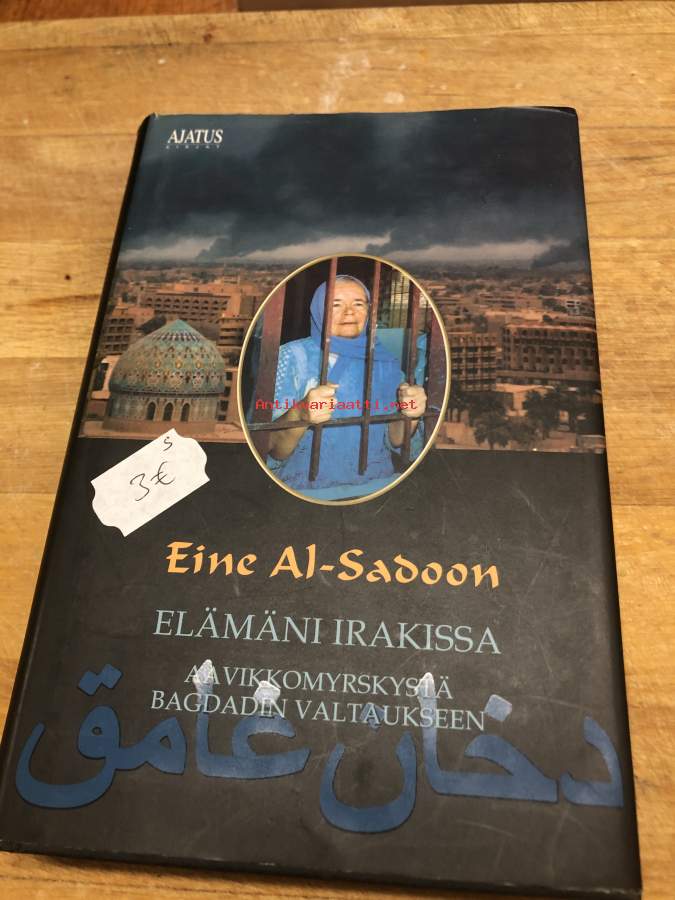 AJATUS
KIRJAT
Antikvariaatti.net
s
3€
Eine Al-Sadoon
ELÄMÄNI IRAKISSA
AAVIKKOMYRSKYSTÄ
BAGDADIN VALTAUKSEEN
دخان غامق